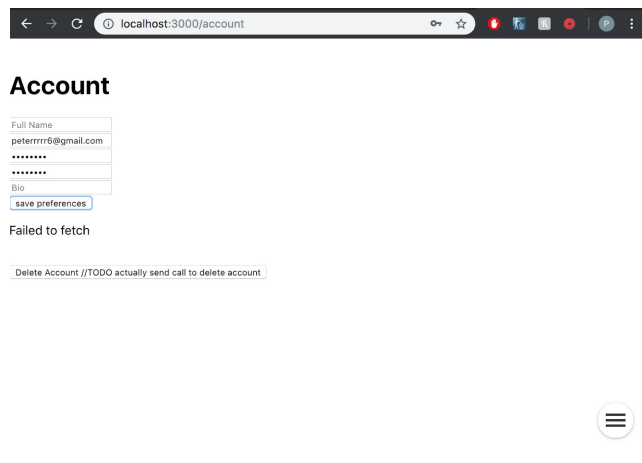 localhost:3000/account
P
Account
Full Name
peterrrrr6@gmail.com
••••••••
••••••••
Bio
save preferences
Failed to fetch
Delete Account //TODO actually send call to delete account